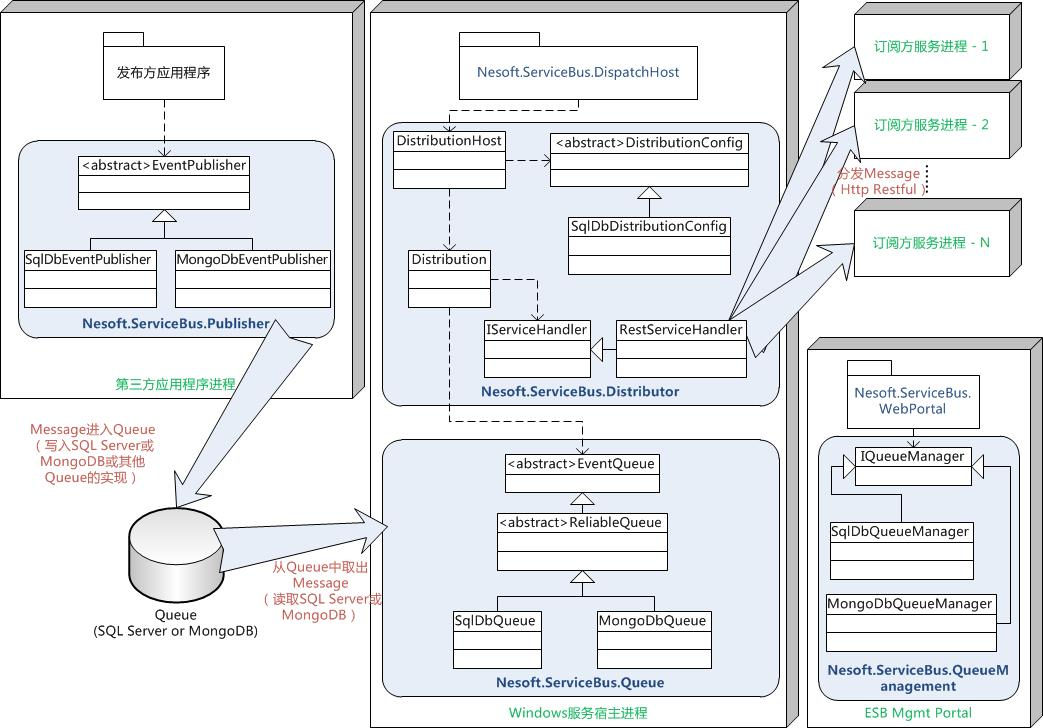 发布方应用程序
<abstract>EventPublisher
SqlDbEventPublisher
MongoDbEventPublisher
Nesoft.ServiceBus.Publisher
第三方应用程序进程
Message进入Queue
（写入SQL Server或
MongoDB或其他
Queue的实现）
Queue
(SQL Server or MongoDB)
从Queue中取出
Message
（读取SQL Server或
MongoDB）
Nesoft.ServiceBus.DispatchHost
DistributionHost
<abstract>DistributionConfig
SqlDbDistributionConfig
Distribution
IServiceHandler
RestServiceHandler
Nesoft.ServiceBus.Distributor
<abstract>EventQueue
<abstract>ReliableQueue
SqlDbQueue
MongoDbQueue
Nesoft.ServiceBus.Queue
Windows服务宿主进程
订阅方服务进程 - 1
订阅方服务进程 - 2
分发Message
（Http Restful）
订阅方服务进程 - N
Nesoft.ServiceBus.
WebPortal
IQueueManager
SqlDbQueueManager
MongoDbQueueManager
Nesoft.ServiceBus.QueueM
anagement
ESB Mgmt Portal